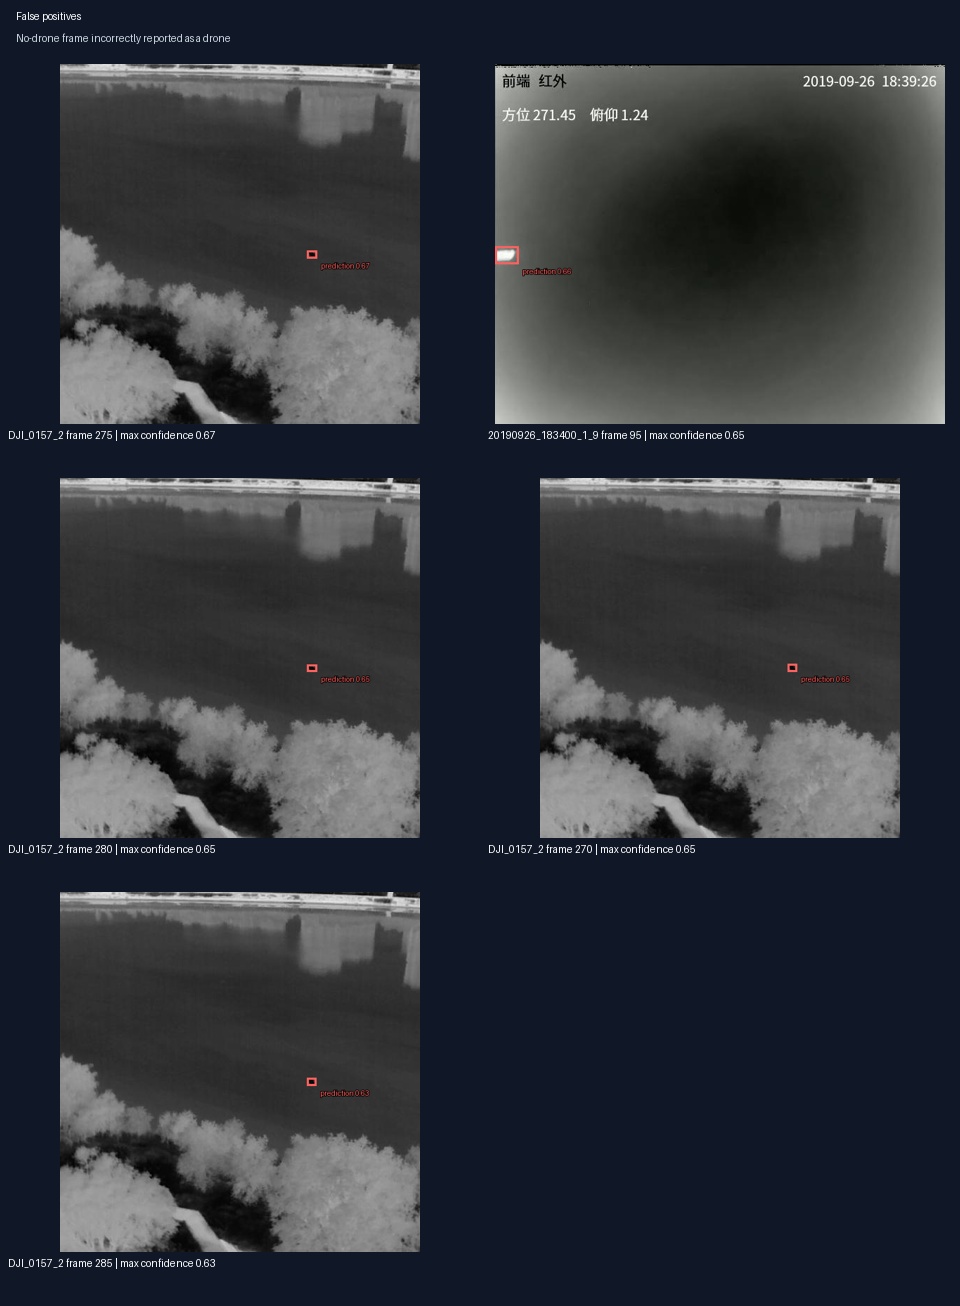 False positives
No-drone frame incorrectly reported as a drone
prediction 0.67
DJI_0157_2 frame 275 | max confidence 0.67
前端 红外
2019-09-26 18:39:26
方位 271.45 俯仰 1.24
prediction 0.66
20190926_183400_1_9 frame 95 | max confidence 0.65
prediction 0.65
DJI_0157_2 frame 280 | max confidence 0.65
prediction 0.65
DJI_0157_2 frame 270 | max confidence 0.65
prediction 0.63
DJI_0157_2 frame 285 | max confidence 0.63